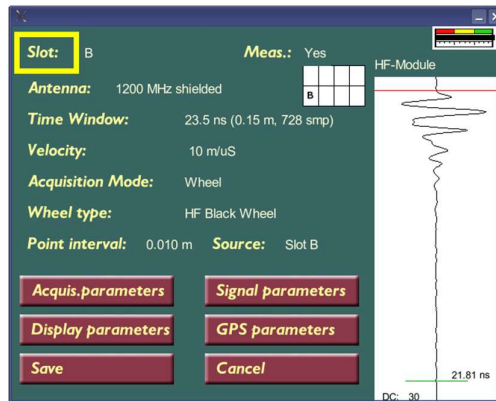 Slot: B Meas.: Yes
HF-Module
Antenna: 1200 MHz shielded
B
Time Window: 23.5 ns (0.15 m, 728 smp)
Velocity: 10 m/uS
Acquisition Mode: Wheel
Wheel type: HF Black Wheel
Point interval: 0.010 m Source: Slot B
Acquis.parameters Signal parameters
Display parameters GPS parameters
Save Cancel
21.81 ns
DC: 30